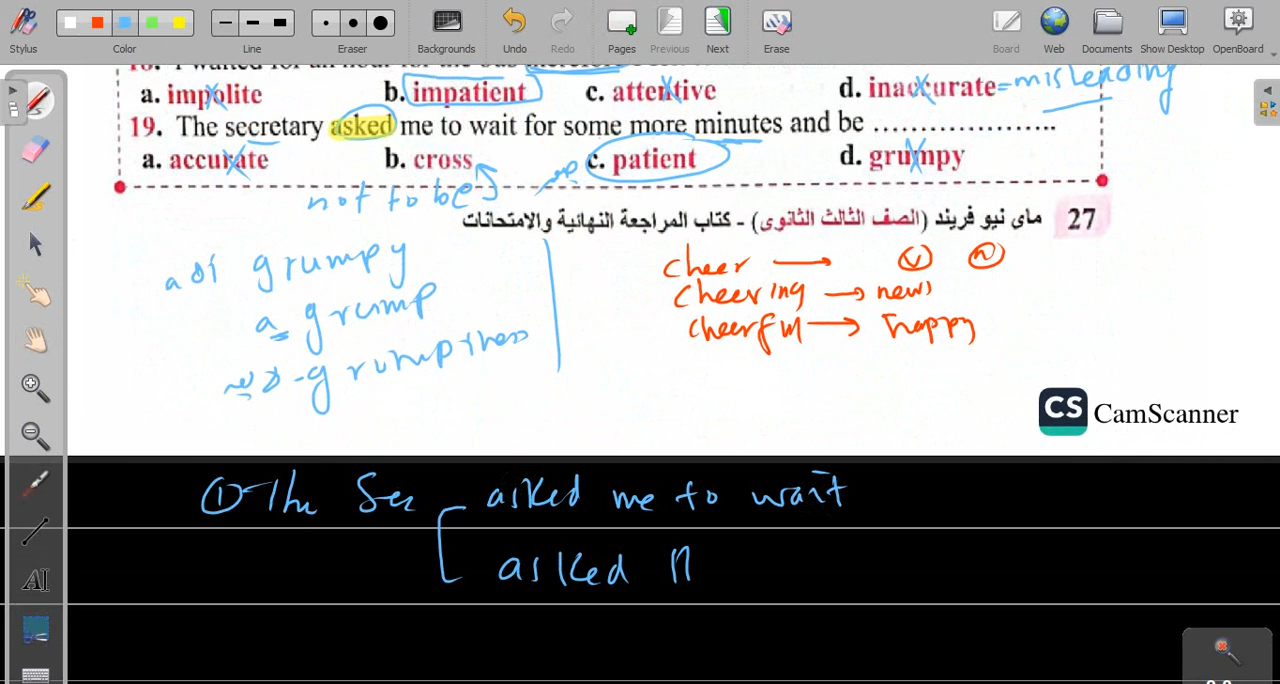 Stylus Color Line Eraser Backgrounds Undo Redo Pages Previous Next Erase Board Web Documents Show Desktop OpenBoard
a. impolite b. impatient c. attentive d. inaccurate = misleading
19. The secretary asked me to wait for some more minutes and be ......................
a. accurate b. cross c. patient d. grumpy
not to be
27 ماى نيو فريند (الصف الثالث الثانوى) - كتاب المراجعة النهائية والامتحانات
adj grumpy
a grump
grumpiness
cheer → v n
cheering → news
cheerful → happy
CS CamScanner
① - The Sec asked me to wait
asked